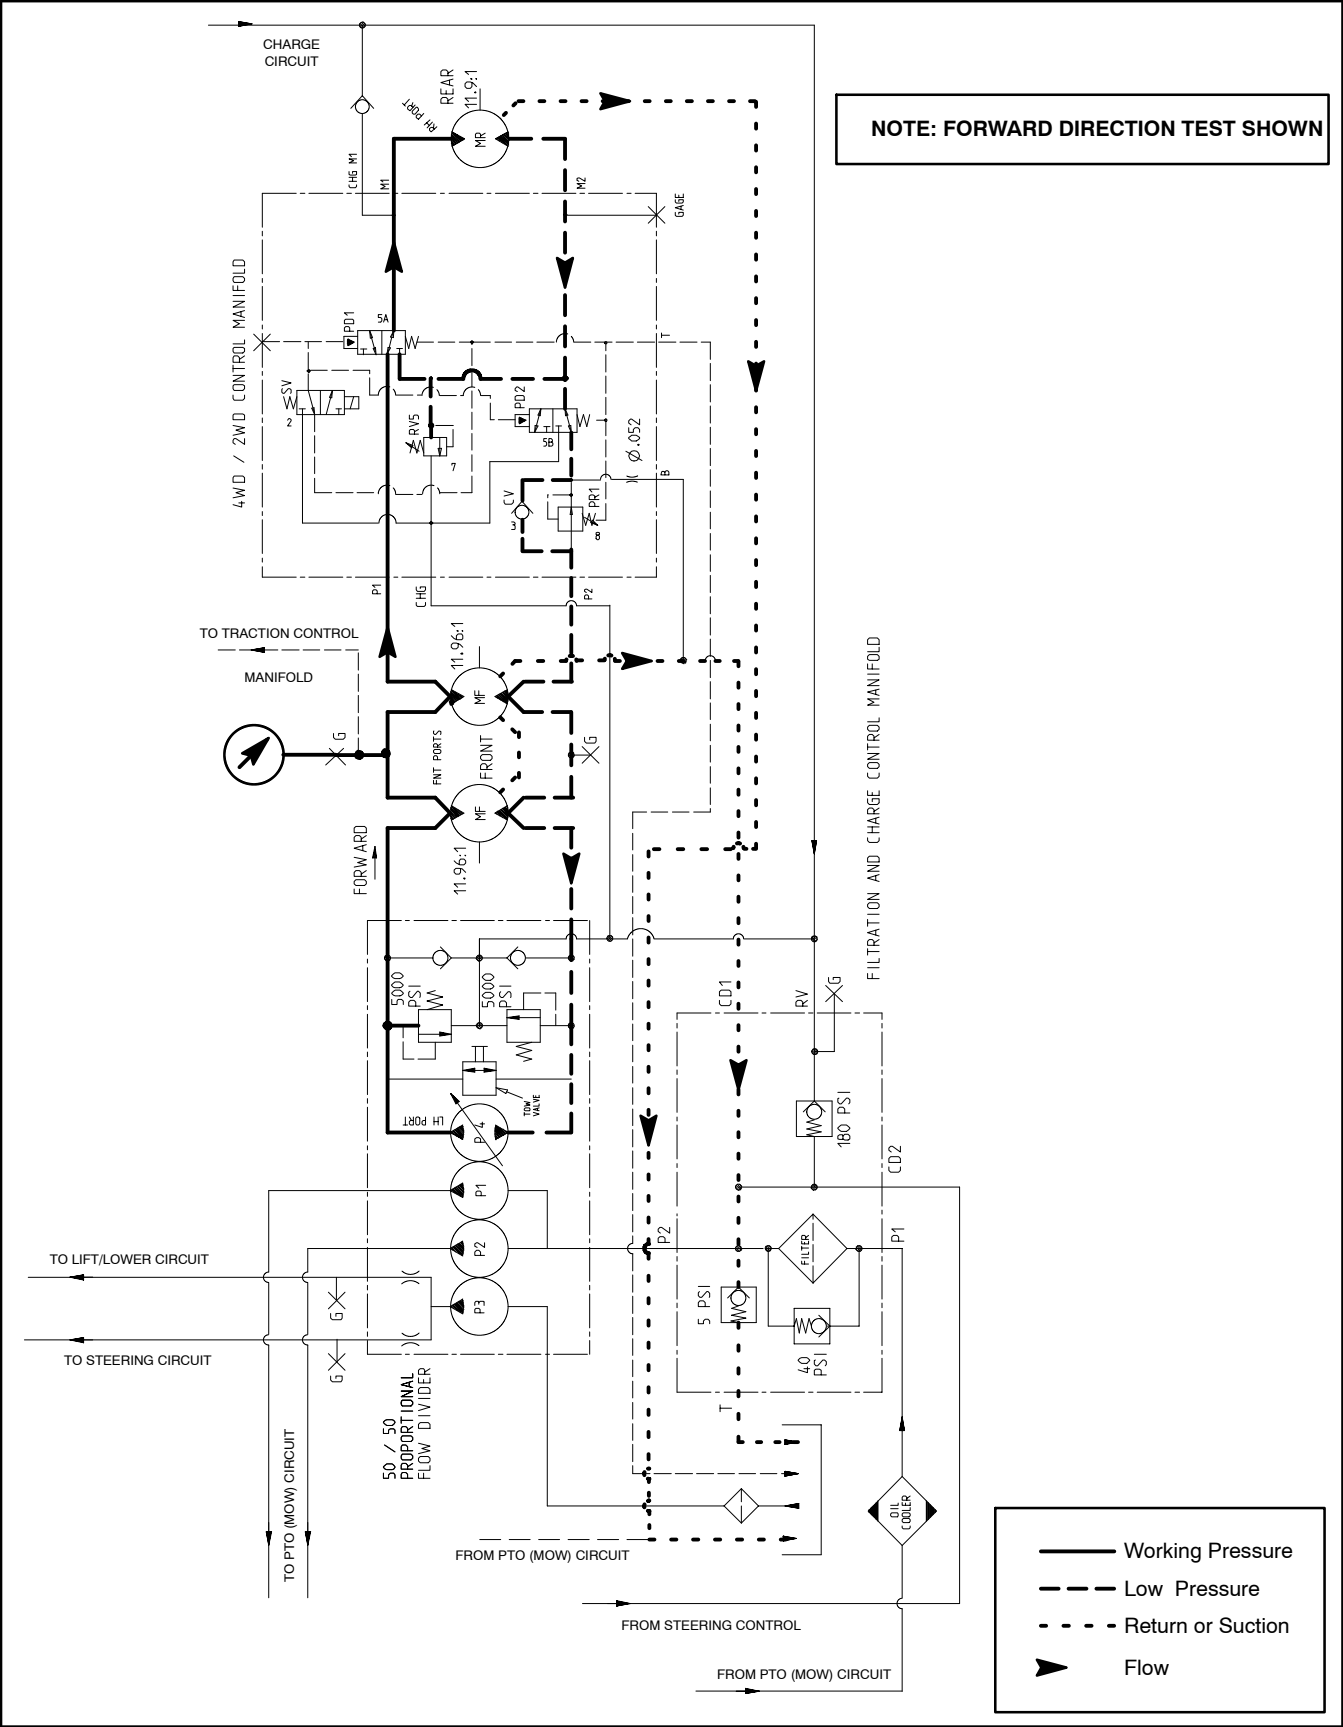 CHARGE
CIRCUIT
REAR
11.9:1
RH PORT
MR
NOTE: FORWARD DIRECTION TEST SHOWN
CHG M1
M1
M2
GAGE
4WD / 2WD CONTROL MANIFOLD
PD1
5A
SV
2
RV5
7
PD2
5B
T
Ø.052
B
CV
3
PR1
8
P1
CHG
P2
TO TRACTION CONTROL
MANIFOLD
11.96:1
MF
G
FNT PORTS
FRONT
G
MF
FORWARD
11.96:1
FILTRATION AND CHARGE CONTROL MANIFOLD
5000
PSI
5000
PSI
CD1
RV
G
TOW
VALVE
LH PORT
P4
180 PSI
CD2
P1
P2
P1
P2
FILTER
TO LIFT/LOWER CIRCUIT
G
P3
5 PSI
TO STEERING CIRCUIT
G
40
PSI
50 / 50
PROPORTIONAL
FLOW DIVIDER
T
TO PTO (MOW) CIRCUIT
OIL
COOLER
FROM PTO (MOW) CIRCUIT
FROM STEERING CONTROL
FROM PTO (MOW) CIRCUIT
Working Pressure
Low Pressure
Return or Suction
Flow